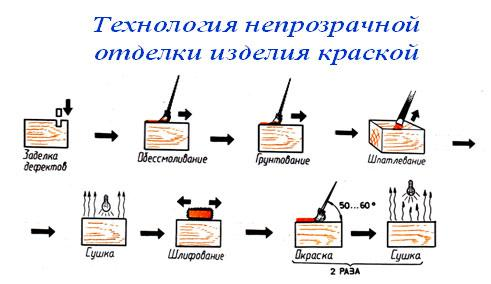 Технология непрозрачной
отделки изделия краской
Заделка
дефектов
Обессмоливание
Грунтование
Шпатлевание
Сушка
Шлифование
50...60°
Окраска
Сушка
2 РАЗА